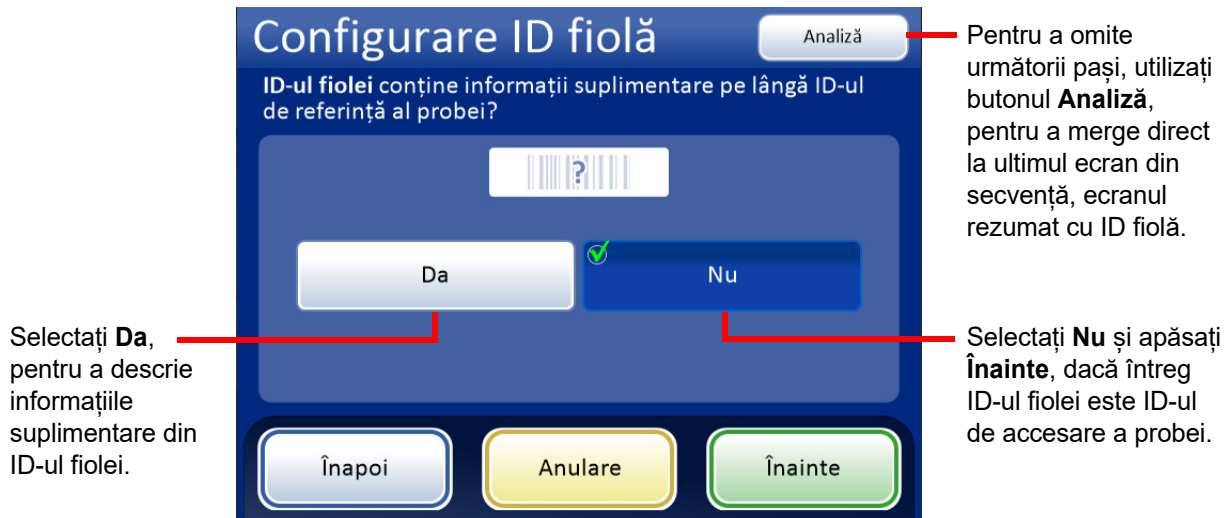 Configurare ID fiolă
Analiză
ID-ul fiolei conține informații suplimentare pe lângă ID-ul
de referință al probei?
?
Da
Nu
Înapoi
Anulare
Înainte
Pentru a omite
următorii pași, utilizați
butonul Analiză,
pentru a merge direct
la ultimul ecran din
secvență, ecranul
rezumat cu ID fiolă.
Selectați Da,
pentru a descrie
informațiile
suplimentare din
ID-ul fiolei.
Selectați Nu și apăsați
Înainte, dacă întreg
ID-ul fiolei este ID-ul
de accesare a probei.